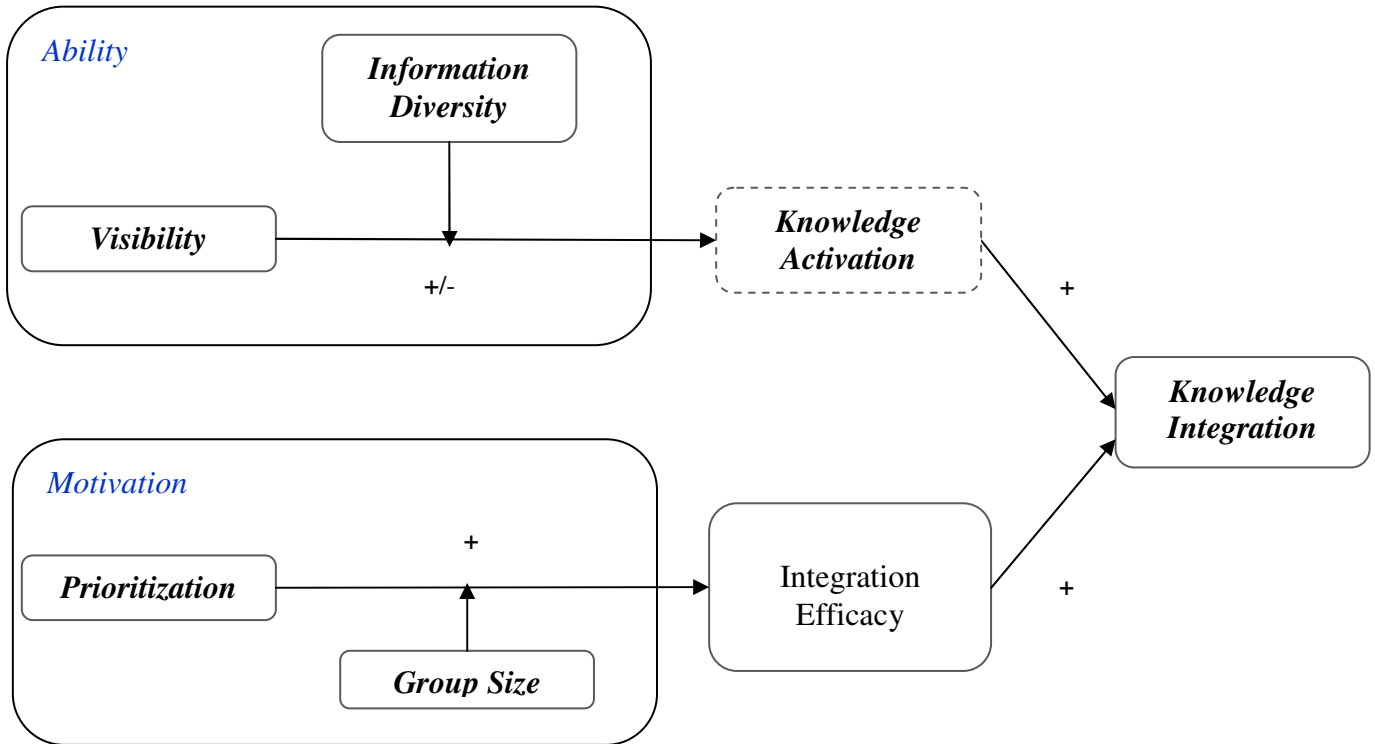 Ability
Information
Diversity
Visibility
+/-
Knowledge
Activation
+
Knowledge
Integration
Motivation
+
Prioritization
Integration
Efficacy
+
Group Size